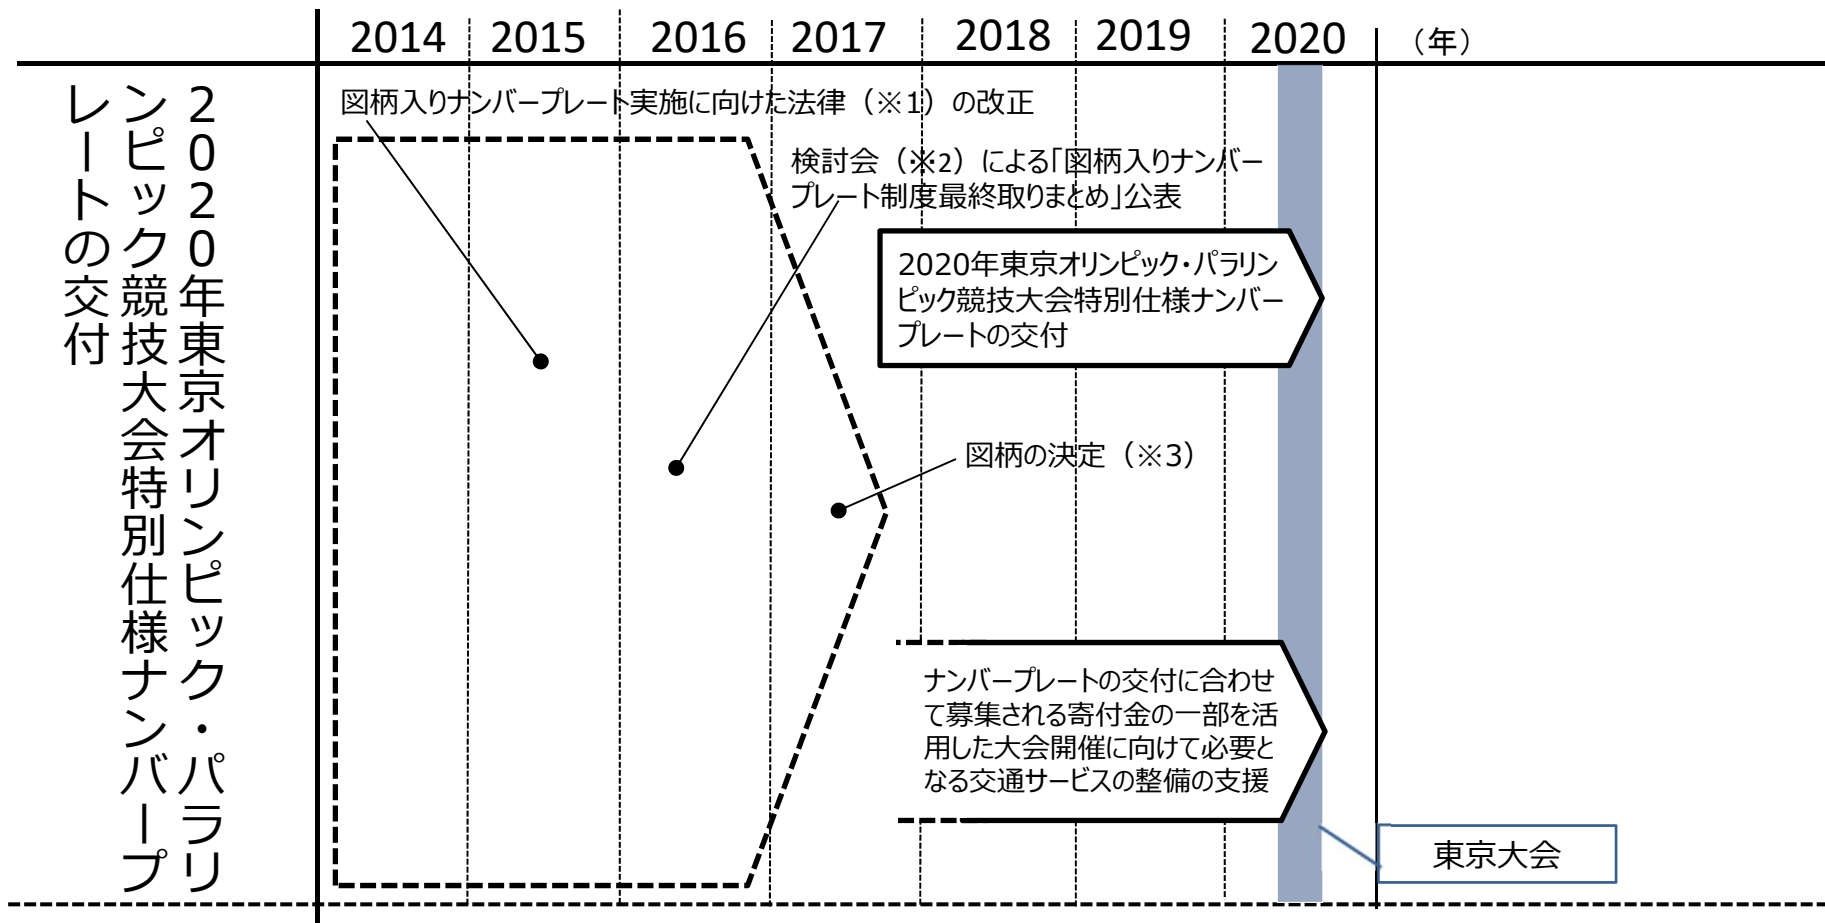 2014 2015 2016 2017 2018 2019 2020 （年）
2020年東京オリンピック・パラリ
ンピック競技大会特別仕様ナンバープ
レートの交付
図柄入りナンバープレート実施に向けた法律（※1）の改正
検討会（※2）による「図柄入りナンバー
プレート制度最終取りまとめ」公表
2020年東京オリンピック・パラリン
ピック競技大会特別仕様ナンバー
プレートの交付
図柄の決定（※3）
ナンバープレートの交付に合わせ
て募集される寄付金の一部を活
用した大会開催に向けて必要と
なる交通サービスの整備の支援
東京大会